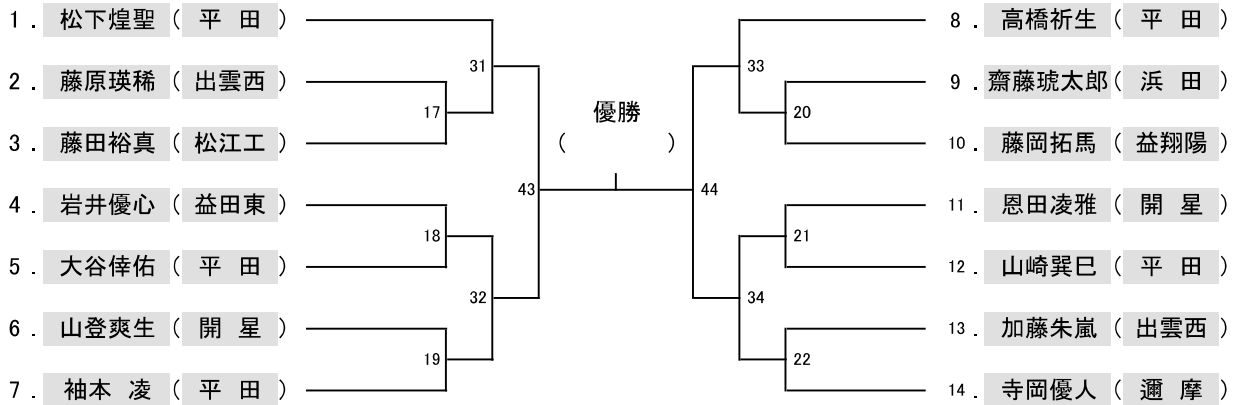 1． 松下煌聖 （ 平 田 ）
2． 藤原瑛稀 （ 出雲西 ）
3． 藤田裕真 （ 松江工 ）
4． 岩井優心 （ 益田東 ）
5． 大谷倖佑 （ 平 田 ）
6． 山登爽生 （ 開 星 ）
7． 袖本 凌 （ 平 田 ）
31
17
43
18
32
19
優勝
（ ）
33
20
44
21
34
22
8． 高橋祈生 （ 平 田 ）
9． 齋藤琥太郎 （ 浜 田 ）
10． 藤岡拓馬 （ 益翔陽 ）
11． 恩田凌雅 （ 開 星 ）
12． 山崎巽巳 （ 平 田 ）
13． 加藤朱嵐 （ 出雲西 ）
14． 寺岡優人 （ 邇 摩 ）